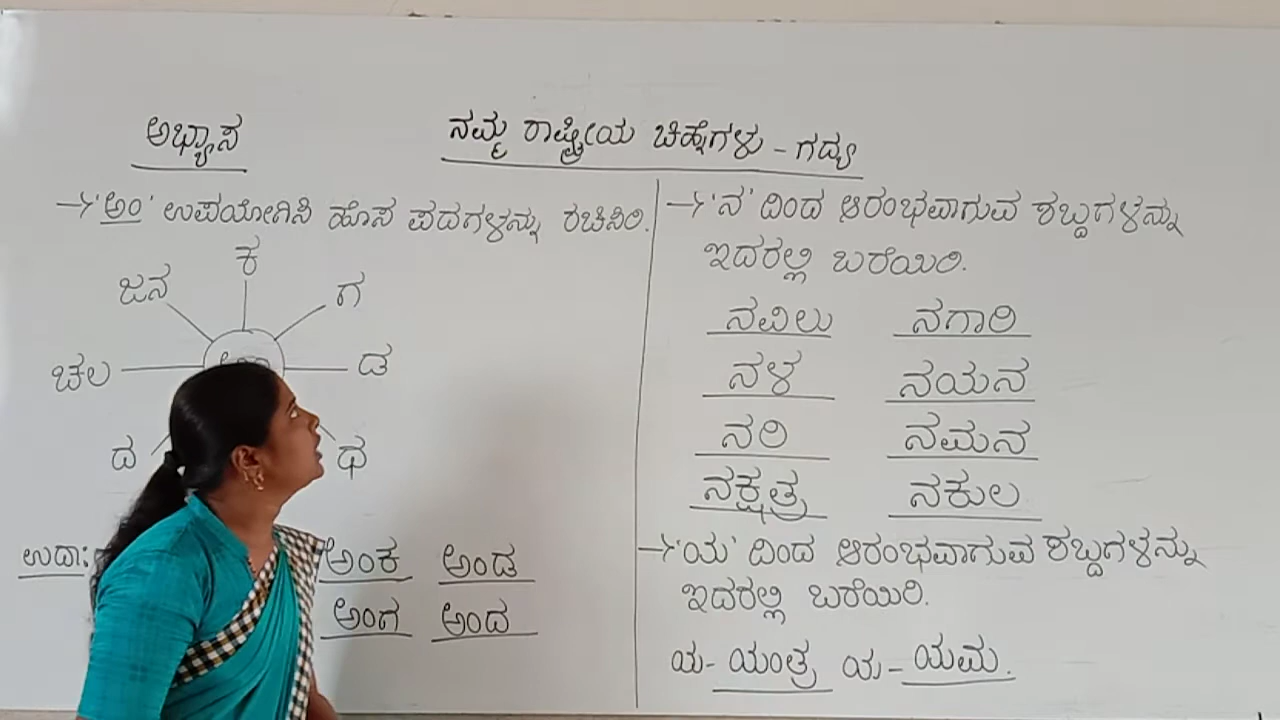 ಅಭ್ಯಾಸ
ನಮ್ಮ ರಾಷ್ಟ್ರೀಯ ಚಿಹ್ನೆಗಳು - ಗದ್ಯ
→ 'ಅಂ' ಉಪಯೋಗಿಸಿ ಹೊಸ ಪದಗಳನ್ನು ರಚಿಸಿರಿ.
ಕ
ಜನ ಗ
ಚಲ ಡ
ದ ಥ
ಉದಾ: ಅಂಕ ಅಂಡ
ಅಂಗ ಅಂದ
→ 'ನ' ದಿಂದ ಆರಂಭವಾಗುವ ಶಬ್ದಗಳನ್ನು
ಇದರಲ್ಲಿ ಬರೆಯಿರಿ.
ನವಿಲು ನಗಾರಿ
ನಳ ನಯನ
ನರಿ ನಮನ
ನಕ್ಷತ್ರ ನಕುಲ
→ 'ಯ' ದಿಂದ ಆರಂಭವಾಗುವ ಶಬ್ದಗಳನ್ನು
ಇದರಲ್ಲಿ ಬರೆಯಿರಿ.
ಯ- ಯಂತ್ರ ಯ- ಯಮ.